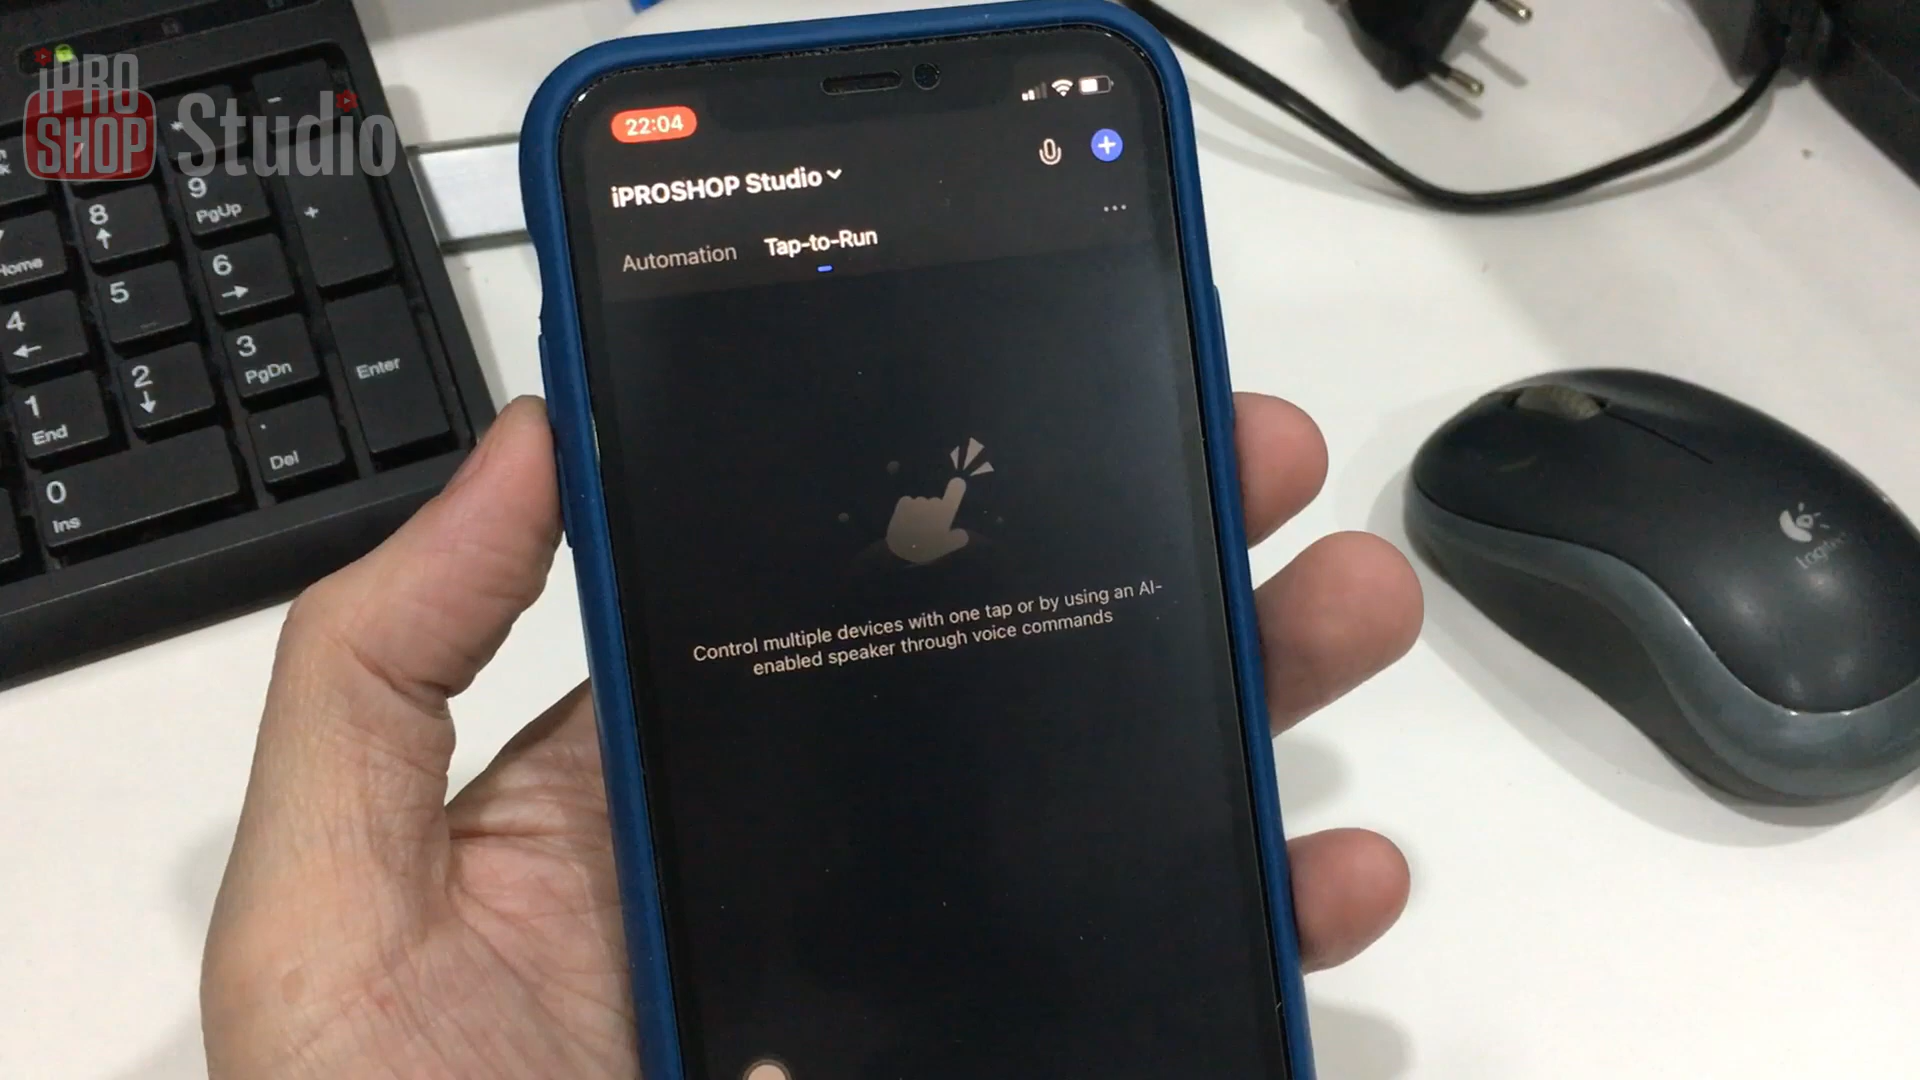 iPRO
SHOP Studio
22:04
iPROSHOP Studio
Automation Tap-to-Run
Control multiple devices with one tap or by using an AI-
enabled speaker through voice commands
7
8
9
PgUp
+
-
Home
4
5
6
1
End
2
3
PgDn
Enter
0
Ins
.
Del
Logitech